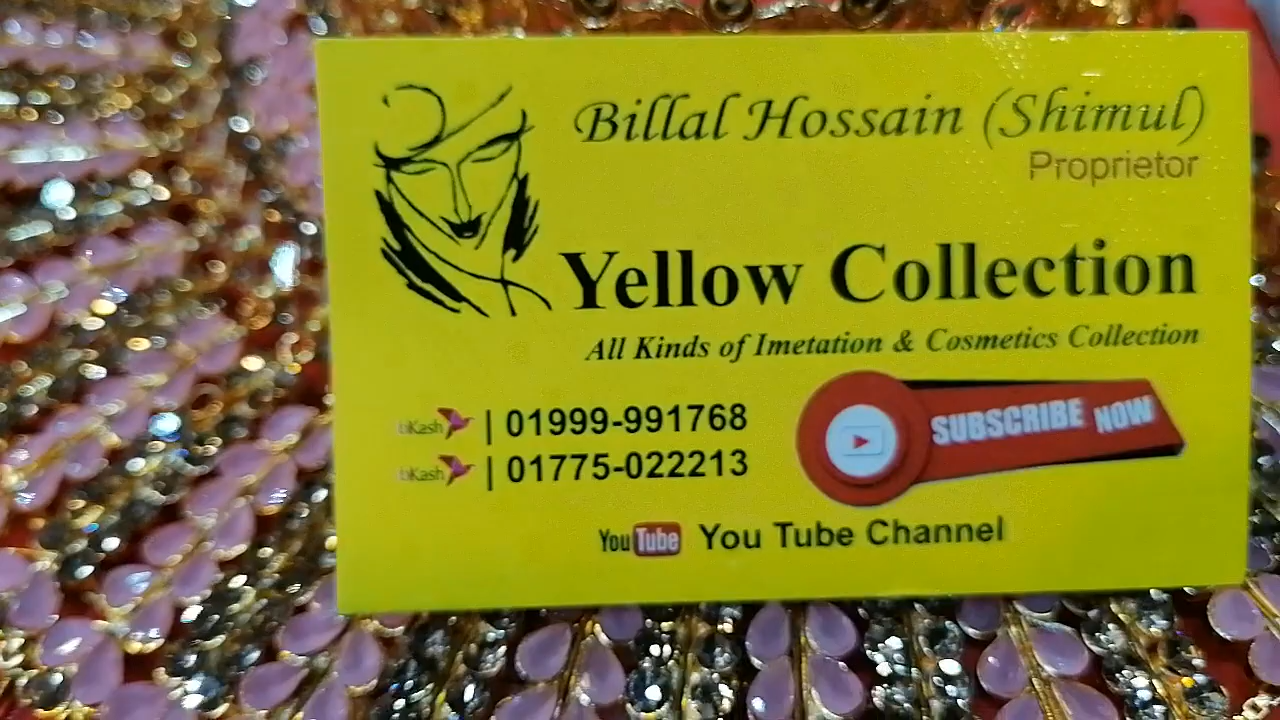 Billal Hossain (Shimul)
Proprietor
Yellow Collection
All Kinds of Imetation & Cosmetics Collection
bKash | 01999-991768
bKash | 01775-022213
SUBSCRIBE NOW
YouTube You Tube Channel